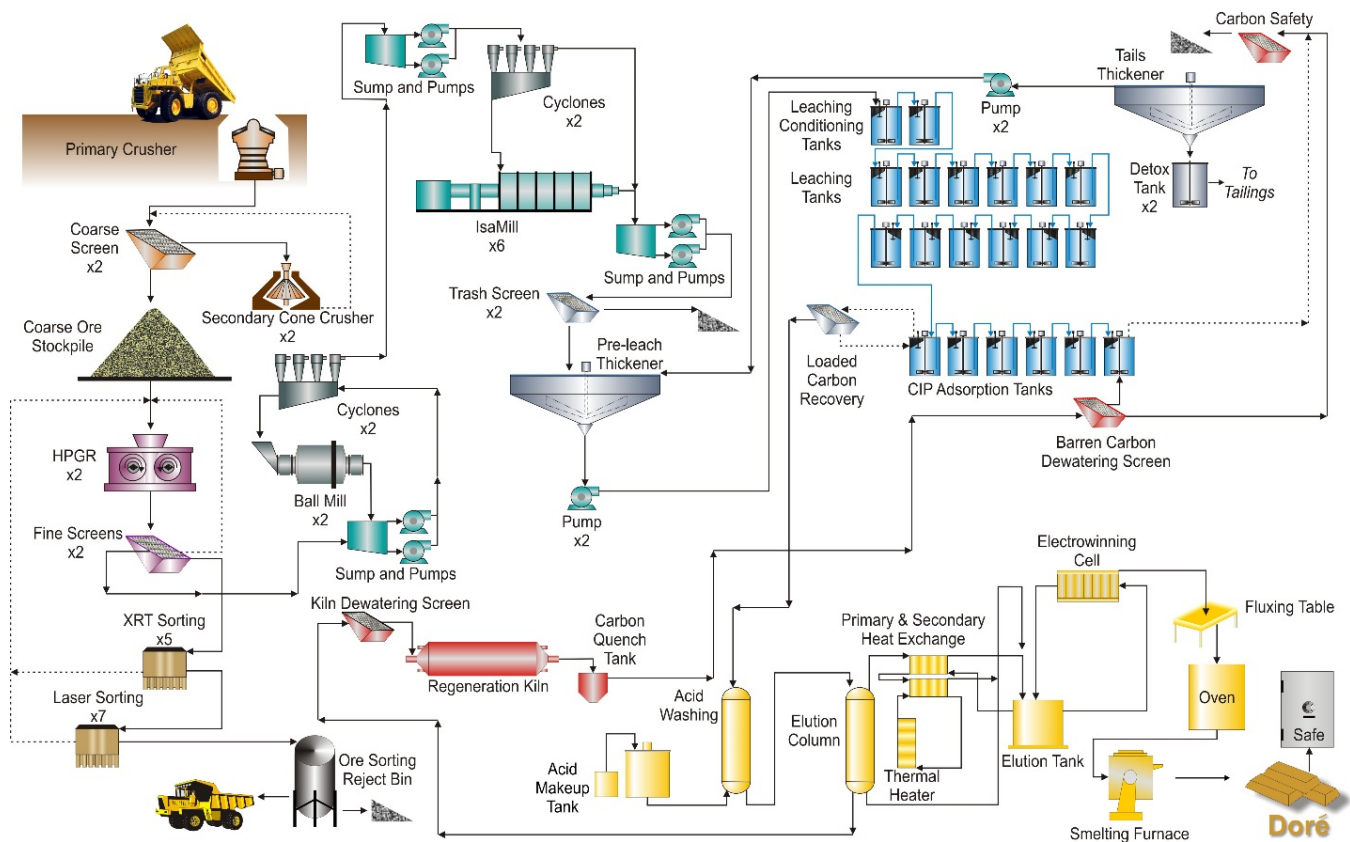 Primary Crusher
Coarse
Screen
x2
Secondary Cone Crusher
x2
Coarse Ore
Stockpile
HPGR
x2
Fine Screens
x2
XRT Sorting
x5
Laser Sorting
x7
Ore Sorting
Reject Bin
Cyclones
x2
Ball Mill
x2
Sump and Pumps
Sump and Pumps
Cyclones
x2
IsaMill
x6
Sump and Pumps
Trash Screen
x2
Pre-leach
Thickener
Pump
x2
Leaching
Conditioning
Tanks
Leaching
Tanks
Pump
x2
Tails
Thickener
Carbon Safety
Detox
Tank
x2
To
Tailings
Loaded
Carbon
Recovery
CIP Adsorption Tanks
Barren Carbon
Dewatering Screen
Kiln Dewatering Screen
Regeneration Kiln
Carbon
Quench
Tank
Acid
Washing
Acid
Makeup
Tank
Elution
Column
Primary & Secondary
Heat Exchange
Thermal
Heater
Elution Tank
Electrowinning
Cell
Fluxing Table
Oven
Smelting Furnace
Safe
Doré